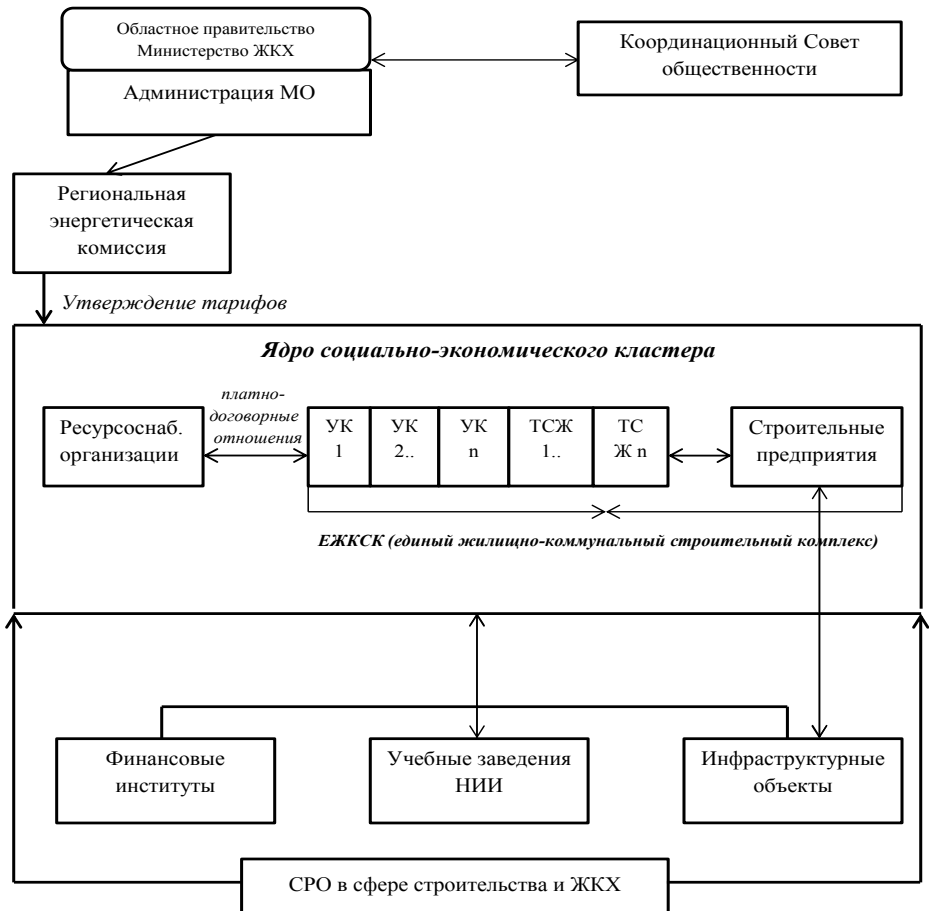 Областное правительство
Министерство ЖКХ
Администрация МО
Координационный Совет
общественности
Региональная
энергетическая
комиссия
Утверждение тарифов
Ядро социально-экономического кластера
Ресурсоснаб.
организации
платно-
договорные
отношения
УК
1
УК
2..
УК
n
ТСЖ
1..
ТС
Ж n
Строительные
предприятия
ЕЖКСК (единый жилищно-коммунальный строительный комплекс)
Финансовые
институты
Учебные заведения
НИИ
Инфраструктурные
объекты
СРО в сфере строительства и ЖКХ